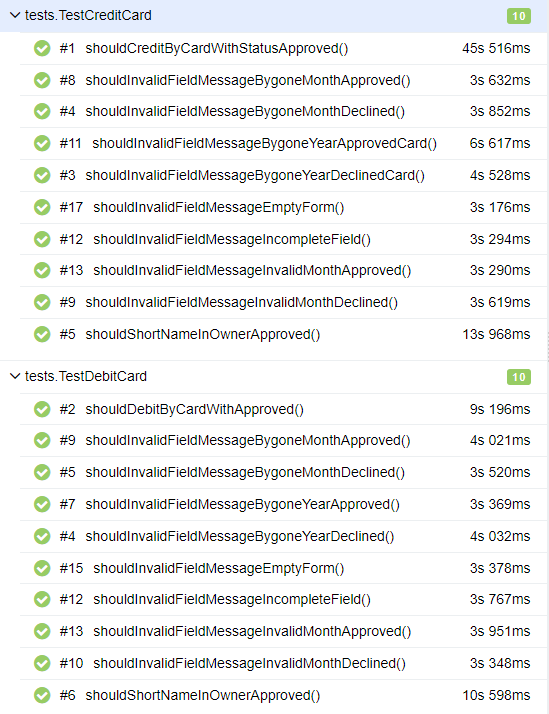 tests.TestCreditCard 10
#1 shouldCreditByCardWithStatusApproved() 45s 516ms
#8 shouldInvalidFieldMessageBygoneMonthApproved() 3s 632ms
#4 shouldInvalidFieldMessageBygoneMonthDeclined() 3s 852ms
#11 shouldInvalidFieldMessageBygoneYearApprovedCard() 6s 617ms
#3 shouldInvalidFieldMessageBygoneYearDeclinedCard() 4s 528ms
#17 shouldInvalidFieldMessageEmptyForm() 3s 176ms
#12 shouldInvalidFieldMessageIncompleteField() 3s 294ms
#13 shouldInvalidFieldMessageInvalidMonthApproved() 3s 290ms
#9 shouldInvalidFieldMessageInvalidMonthDeclined() 3s 619ms
#5 shouldShortNameInOwnerApproved() 13s 968ms
tests.TestDebitCard 10
#2 shouldDebitByCardWithApproved() 9s 196ms
#9 shouldInvalidFieldMessageBygoneMonthApproved() 4s 021ms
#5 shouldInvalidFieldMessageBygoneMonthDeclined() 3s 520ms
#7 shouldInvalidFieldMessageBygoneYearApproved() 3s 369ms
#4 shouldInvalidFieldMessageBygoneYearDeclined() 4s 032ms
#15 shouldInvalidFieldMessageEmptyForm() 3s 378ms
#12 shouldInvalidFieldMessageIncompleteField() 3s 767ms
#13 shouldInvalidFieldMessageInvalidMonthApproved() 3s 951ms
#10 shouldInvalidFieldMessageInvalidMonthDeclined() 3s 348ms
#6 shouldShortNameInOwnerApproved() 10s 598ms